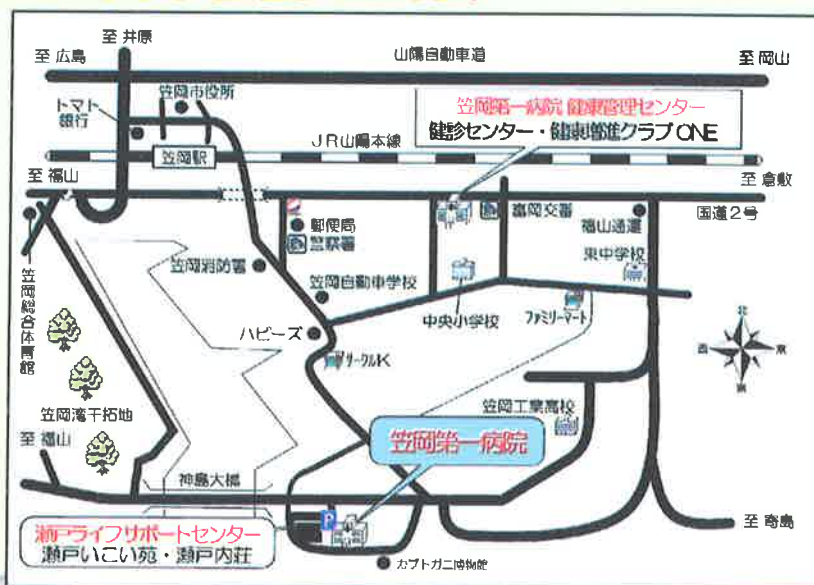 至 井原
至 広島
山陽自動車道
至 岡山
笠岡市役所
トマト
銀行
笠岡第一病院 健康管理センター
健診センター・健康増進クラブ ONE
JR山陽本線
笠岡駅
至 福山
至 倉敷
国道2号
郵便局
警察署
富岡交番
福山通運
東中学校
笠岡消防署
笠岡自動車学校
中央小学校
ファミリーマート
笠岡総合体育館
ハピーズ
サークルK
北
西
東
南
笠岡湾干拓地
笠岡工業高校
笠岡第一病院
至 福山
神島大橋
P
瀬戸ライフサポートセンター
瀬戸いこい苑・瀬戸内荘
至 寄島
カブトガニ博物館